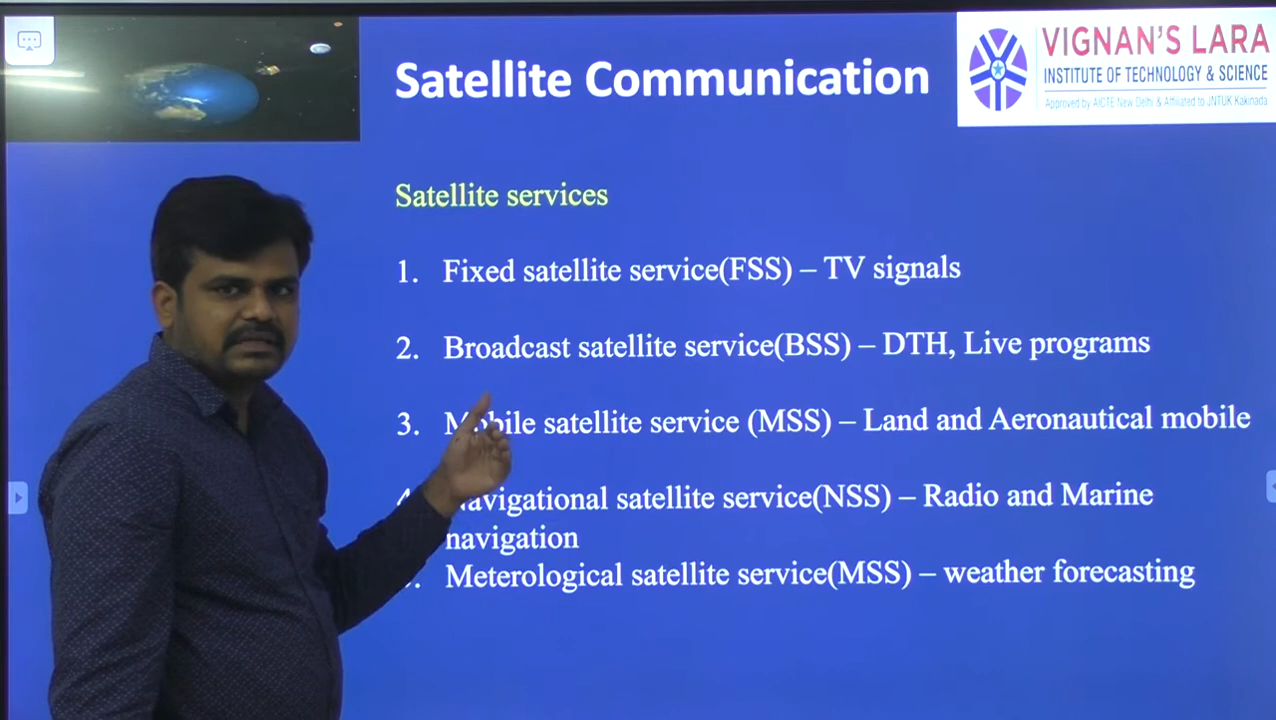 Satellite Communication
VIGNAN'S LARA
INSTITUTE OF TECHNOLOGY & SCIENCE
Approved by AICTE New Delhi & Affiliated to JNTUK Kakinada
Satellite services
1. Fixed satellite service(FSS) – TV signals
2. Broadcast satellite service(BSS) – DTH, Live programs
3. Mobile satellite service (MSS) – Land and Aeronautical mobile
satellite service(NSS) – Radio and Marine
navigation
Meterological satellite service(MSS) – weather forecasting